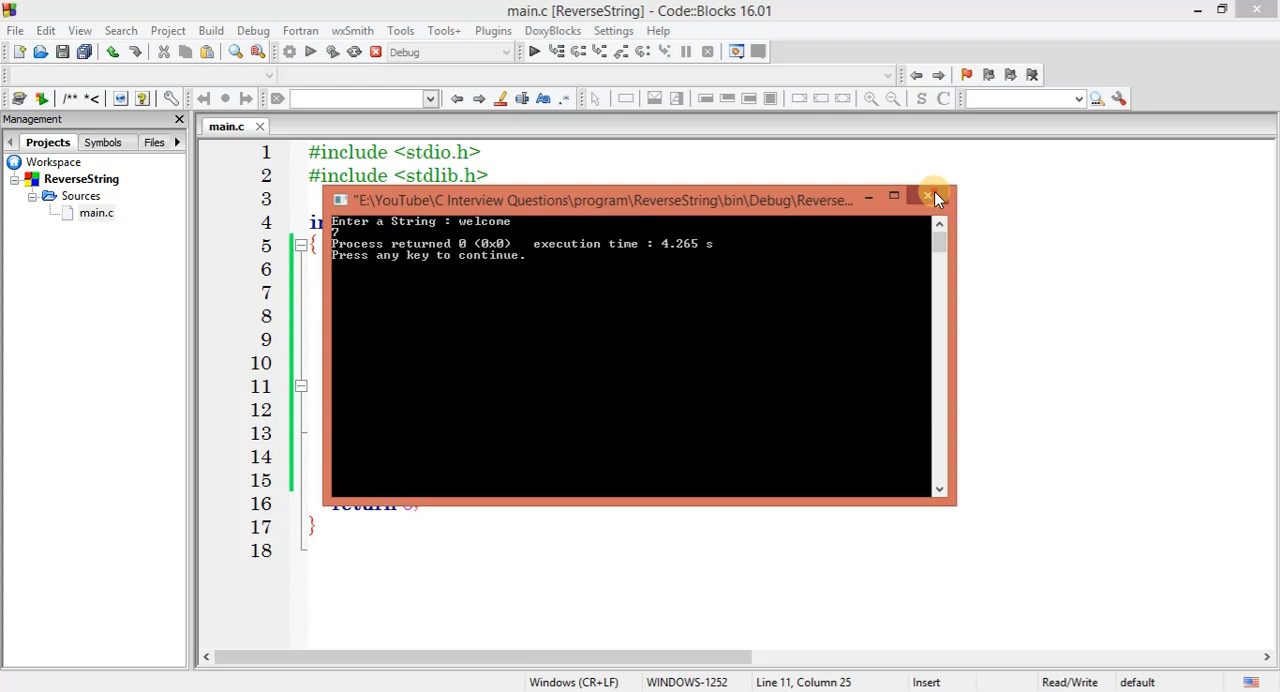 main.c [ReverseString] - Code::Blocks 16.01
File Edit View Search Project Build Debug Fortran wxSmith Tools Tools+ Plugins DoxyBlocks Settings Help
Debug
/** *<
S C
Management
main.c
Projects Symbols Files
Workspace
ReverseString
Sources
main.c
1 #include <stdio.h>
2 #include <stdlib.h>
3
4
5 {
6
7
8
9
10
11
12
13
14
15
16
17 }
18
"E:\YouTube\C Interview Questions\program\ReverseString\bin\Debug\Reverse...
Enter a String : welcome
7
Process returned 0 (0x0)   execution time : 4.265 s
Press any key to continue.
Windows (CR+LF) WINDOWS-1252 Line 11, Column 25 Insert Read/Write default